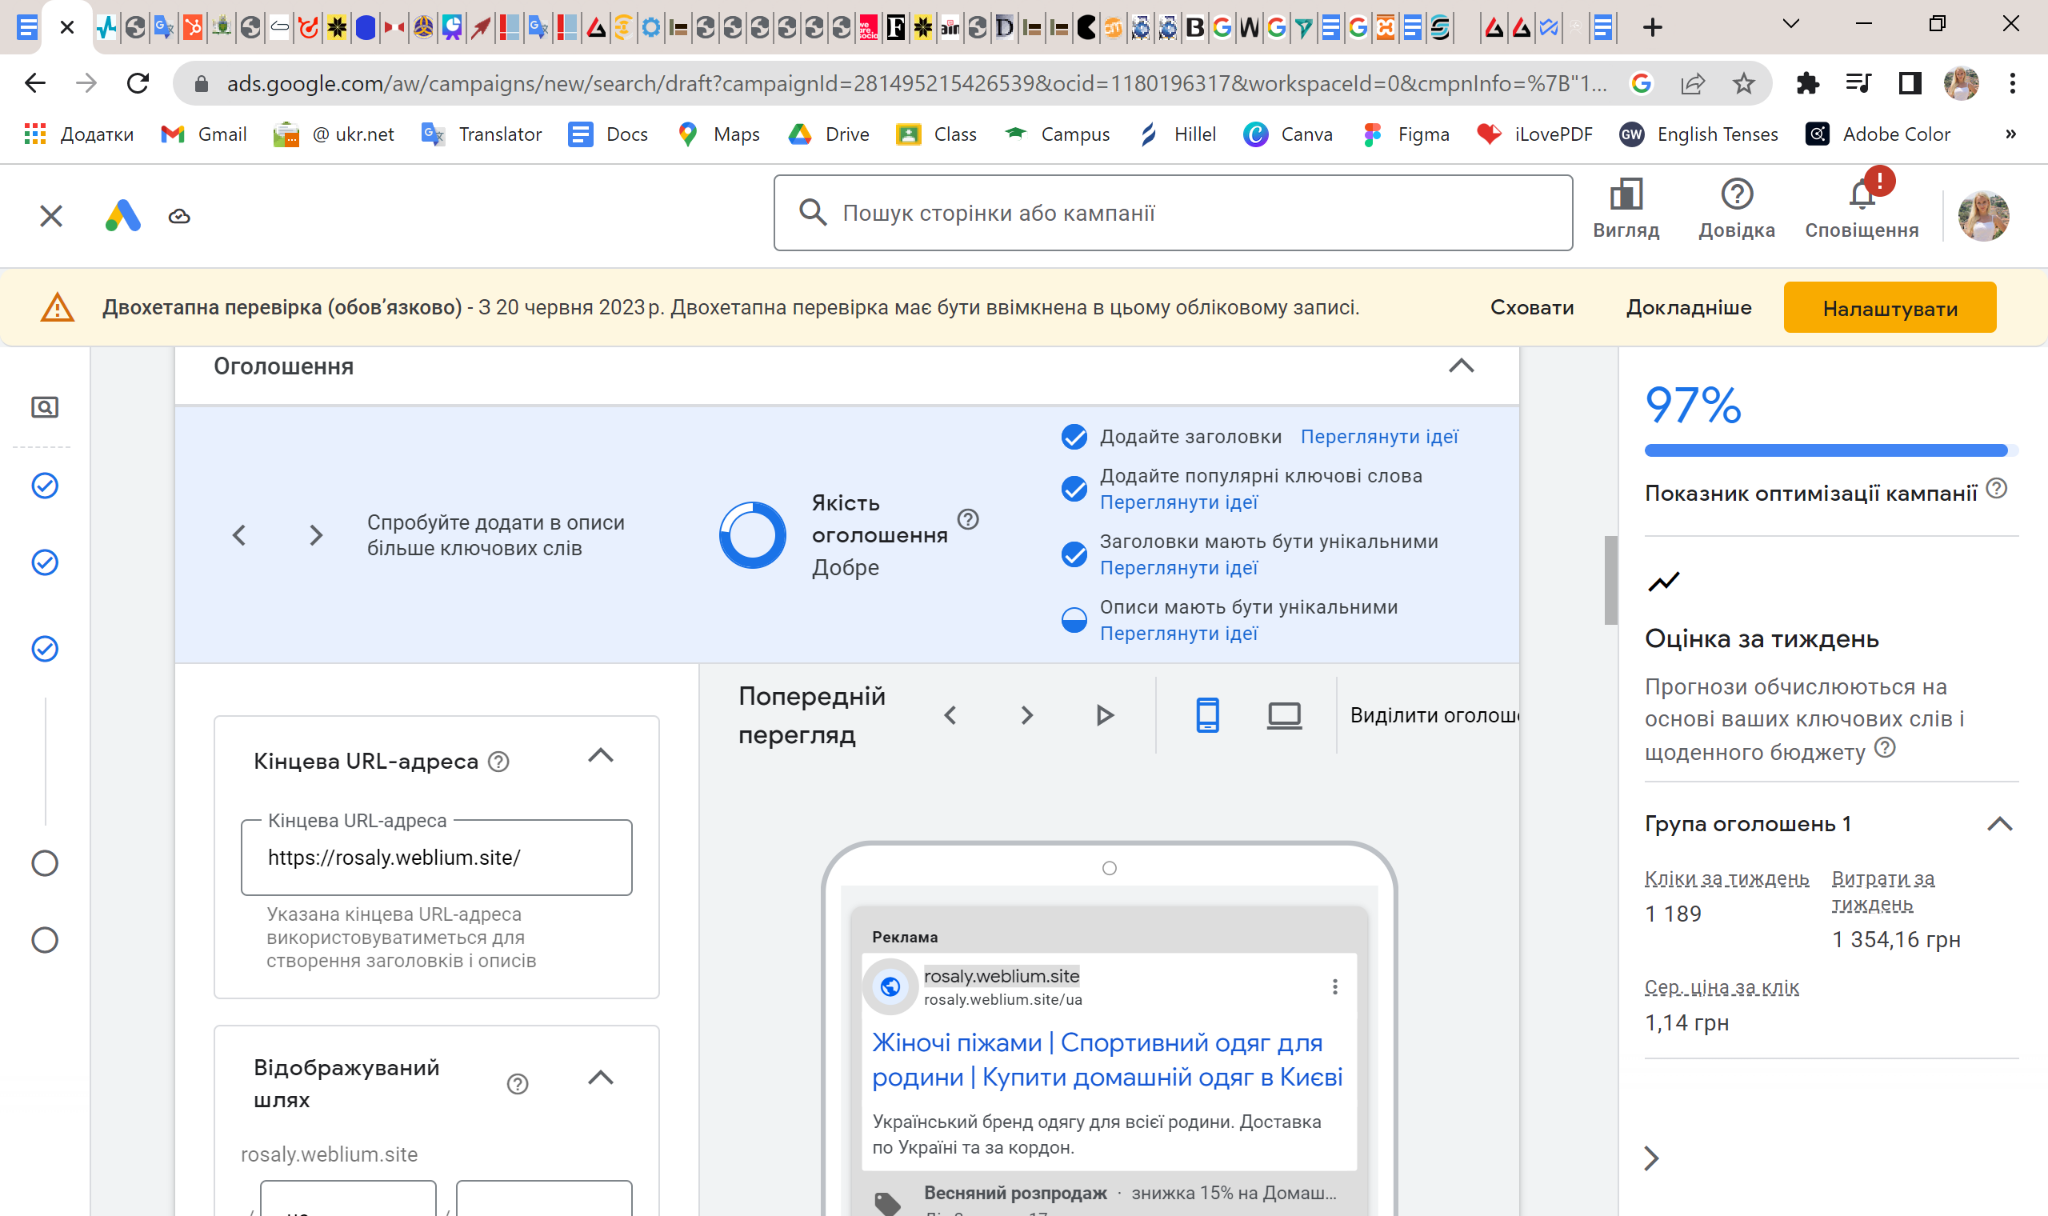 ads.google.com/aw/campaigns/new/search/draft?campaignId=281495215426539&ocid=1180196317&workspaceId=0&cmpnInfo=%7B"1...
Додатки Gmail @ ukr.net Translator Docs Maps Drive Class Campus Hillel Canva Figma iLovePDF GW English Tenses Adobe Color »
Пошук сторінки або кампанії
Вигляд Довідка Сповіщення
Двохетапна перевірка (обов’язково) - З 20 червня 2023 р. Двохетапна перевірка має бути ввімкнена в цьому обліковому записі. Сховати Докладніше Налаштувати
Оголошення
Спробуйте додати в описи
більше ключових слів
Якість
оголошення
Добре
Додайте заголовки Переглянути ідеї
Додайте популярні ключові слова
Переглянути ідеї
Заголовки мають бути унікальними
Переглянути ідеї
Описи мають бути унікальними
Переглянути ідеї
Кінцева URL-адреса
Кінцева URL-адреса
https://rosaly.weblium.site/
Указана кінцева URL-адреса
використовуватиметься для
створення заголовків і описів
Відображуваний
шлях
rosaly.weblium.site
Попередній
перегляд
Виділити оголош
Реклама
rosaly.weblium.site
rosaly.weblium.site/ua
Жіночі піжами | Спортивний одяг для
родини | Купити домашній одяг в Києві
Український бренд одягу для всієї родини. Доставка
по Україні та за кордон.
Весняний розпродаж · знижка 15% на Домаш...
97%
Показник оптимізації кампанії
Оцінка за тиждень
Прогнози обчислюються на
основі ваших ключових слів і
щоденного бюджету
Група оголошень 1
Кліки за тиждень
1 189
Витрати за
тиждень
1 354,16 грн
Сер. ціна за клік
1,14 грн